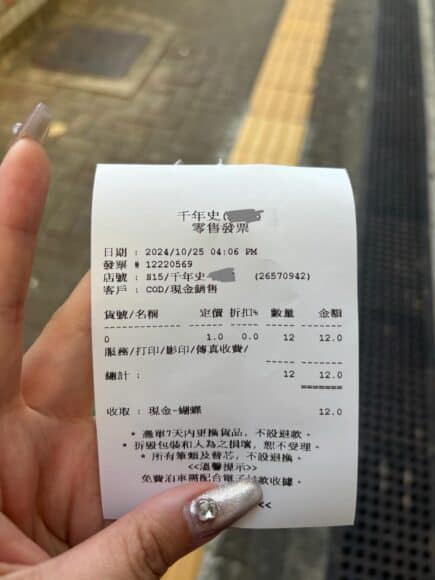 千年史(
零售發票
日期 : 2024/10/25 04:06 PM
發票 # 12220569
店號 : S15/千年史 (26570942)
客戶 : COD/現金銷售
貨號/名稱 定價 折扣% 數量 金額
0 1.0 0.0 12 12.0
服務/打印/影印/傳真收費/
總計 : 12 12.0
收取 : 現金-蝴蝶 12.0
* 憑單7天內更換貨品, 不設退款.
* 拆毀包裝和人為之損壞, 恕不受理.
* 所有筆類及替芯, 不設退換.
<<溫馨提示>>
免費泊車需配合電子付款收據.
<<